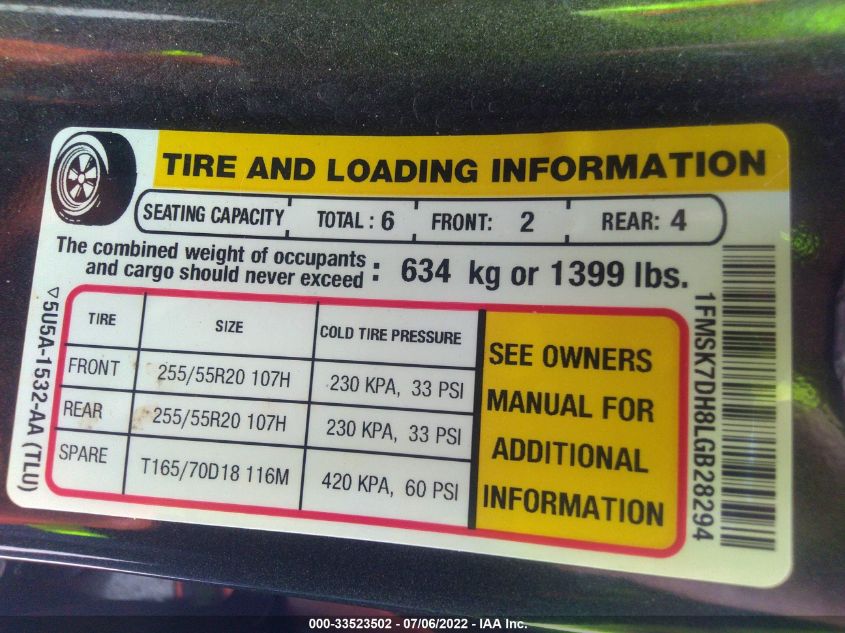 TIRE AND LOADING INFORMATION
SEATING CAPACITY TOTAL : 6 FRONT: 2 REAR: 4
The combined weight of occupants
and cargo should never exceed : 634 kg or 1399 lbs.
TIRE SIZE COLD TIRE PRESSURE
FRONT 255/55R20 107H 230 KPA, 33 PSI
REAR 255/55R20 107H 230 KPA, 33 PSI
SPARE T165/70D18 116M 420 KPA, 60 PSI
SEE OWNERS
MANUAL FOR
ADDITIONAL
INFORMATION
▽5U5A-1532-AA (TLU)
1FMSK7DH8LGB28294
000-33523502 - 07/06/2022 - IAA Inc.